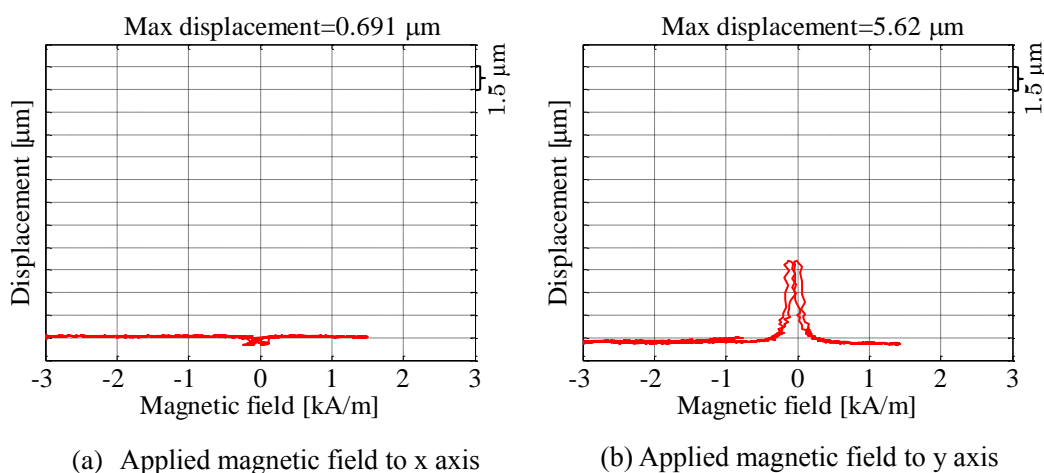 Max displacement=0.691 μm
Displacement [μm]
1.5 μm
-3 -2 -1 0 1 2 3
Magnetic field [kA/m]
(a) Applied magnetic field to x axis
Max displacement=5.62 μm
Displacement [μm]
1.5 μm
-3 -2 -1 0 1 2 3
Magnetic field [kA/m]
(b) Applied magnetic field to y axis